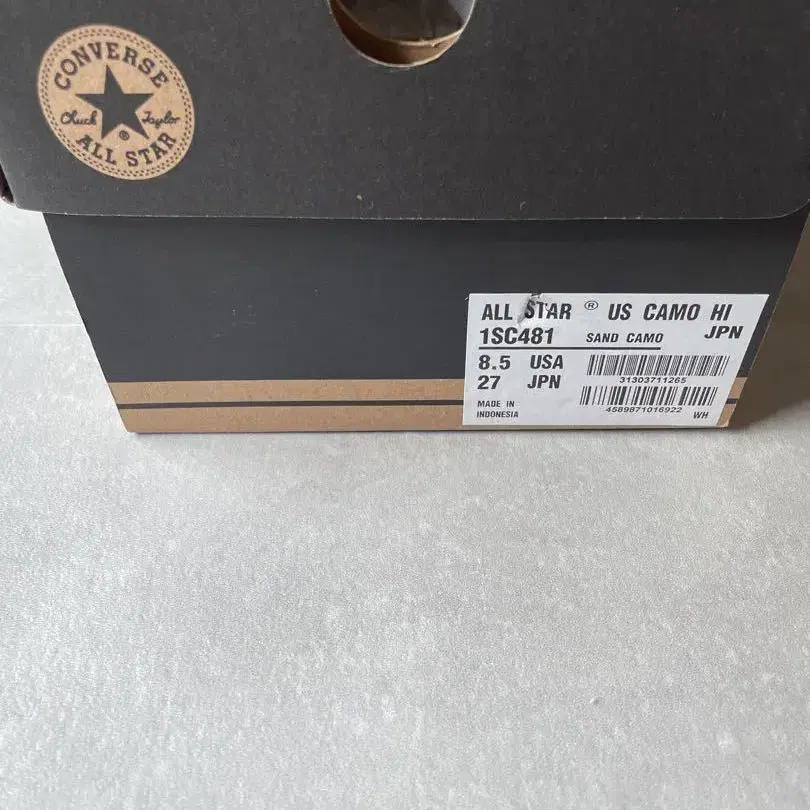 CONVERSE
Chuck Taylor
®
ALL STAR
ALL STAR ® US CAMO HI
1SC481 SAND CAMO JPN
8.5 USA
27 JPN
31303711265
MADE IN
INDONESIA
4589871016922 WH